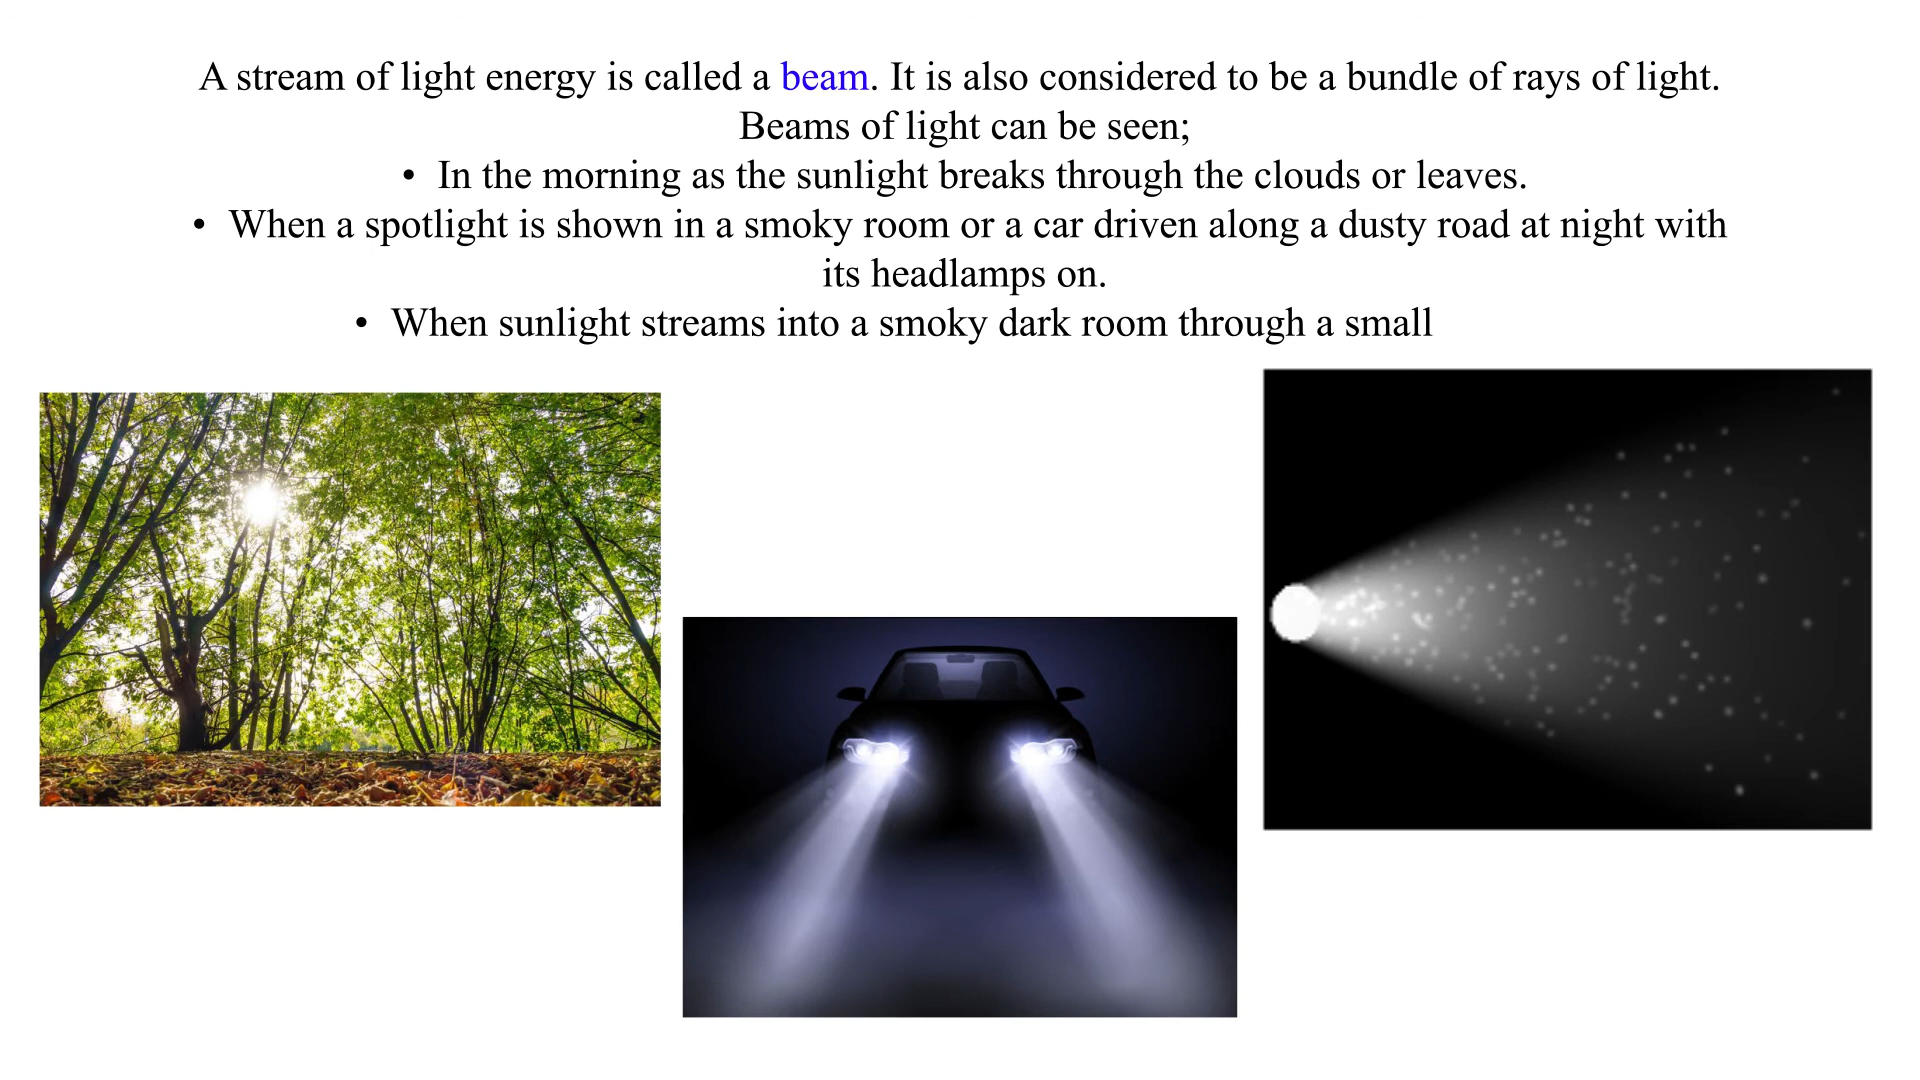 A stream of light energy is called a beam. It is also considered to be a bundle of rays of light.
Beams of light can be seen;
• In the morning as the sunlight breaks through the clouds or leaves.
• When a spotlight is shown in a smoky room or a car driven along a dusty road at night with
its headlamps on.
• When sunlight streams into a smoky dark room through a small